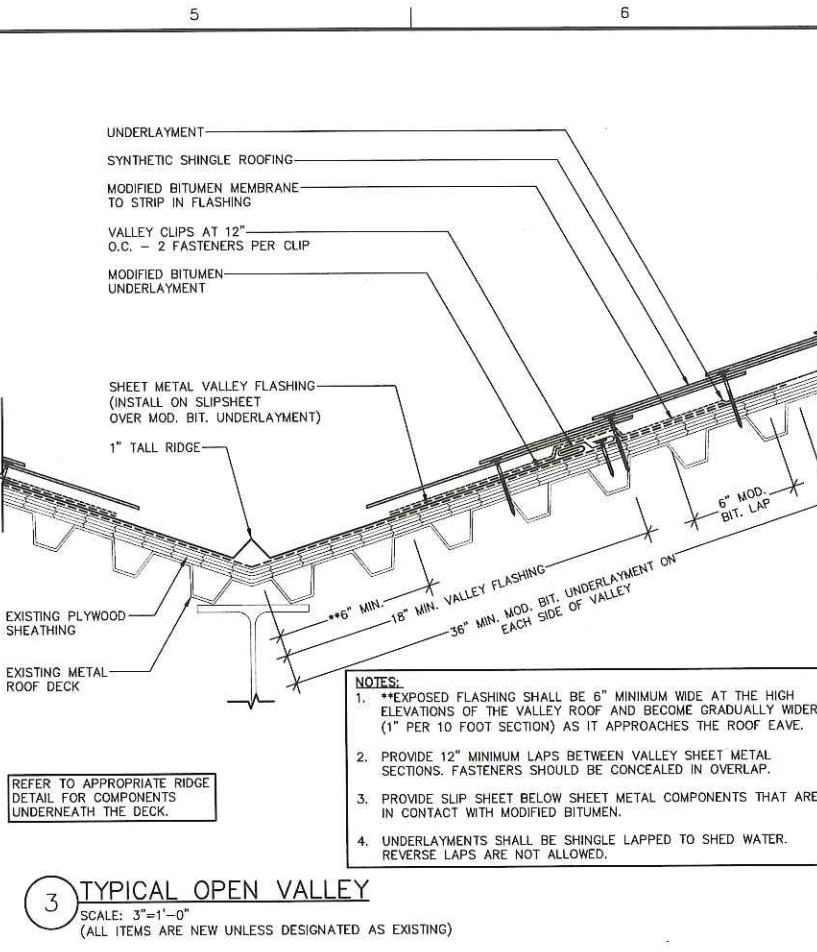 5
6
UNDERLAYMENT
SYNTHETIC SHINGLE ROOFING
MODIFIED BITUMEN MEMBRANE
TO STRIP IN FLASHING
VALLEY CLIPS AT 12"
O.C. – 2 FASTENERS PER CLIP
MODIFIED BITUMEN
UNDERLAYMENT
SHEET METAL VALLEY FLASHING
(INSTALL ON SLIPSHEET
OVER MOD. BIT. UNDERLAYMENT)
1" TALL RIDGE
6" MOD.
BIT. LAP
**6" MIN.
18" MIN. VALLEY FLASHING
36" MIN. MOD. BIT. UNDERLAYMENT ON
EACH SIDE OF VALLEY
EXISTING PLYWOOD
SHEATHING
EXISTING METAL
ROOF DECK
NOTES:
1. **EXPOSED FLASHING SHALL BE 6" MINIMUM WIDE AT THE HIGH
ELEVATIONS OF THE VALLEY ROOF AND BECOME GRADUALLY WIDER
(1" PER 10 FOOT SECTION) AS IT APPROACHES THE ROOF EAVE.
2. PROVIDE 12" MINIMUM LAPS BETWEEN VALLEY SHEET METAL
SECTIONS. FASTENERS SHOULD BE CONCEALED IN OVERLAP.
3. PROVIDE SLIP SHEET BELOW SHEET METAL COMPONENTS THAT ARE
IN CONTACT WITH MODIFIED BITUMEN.
4. UNDERLAYMENTS SHALL BE SHINGLE LAPPED TO SHED WATER.
REVERSE LAPS ARE NOT ALLOWED.
REFER TO APPROPRIATE RIDGE
DETAIL FOR COMPONENTS
UNDERNEATH THE DECK.
3 TYPICAL OPEN VALLEY
SCALE: 3"=1'-0"
(ALL ITEMS ARE NEW UNLESS DESIGNATED AS EXISTING)